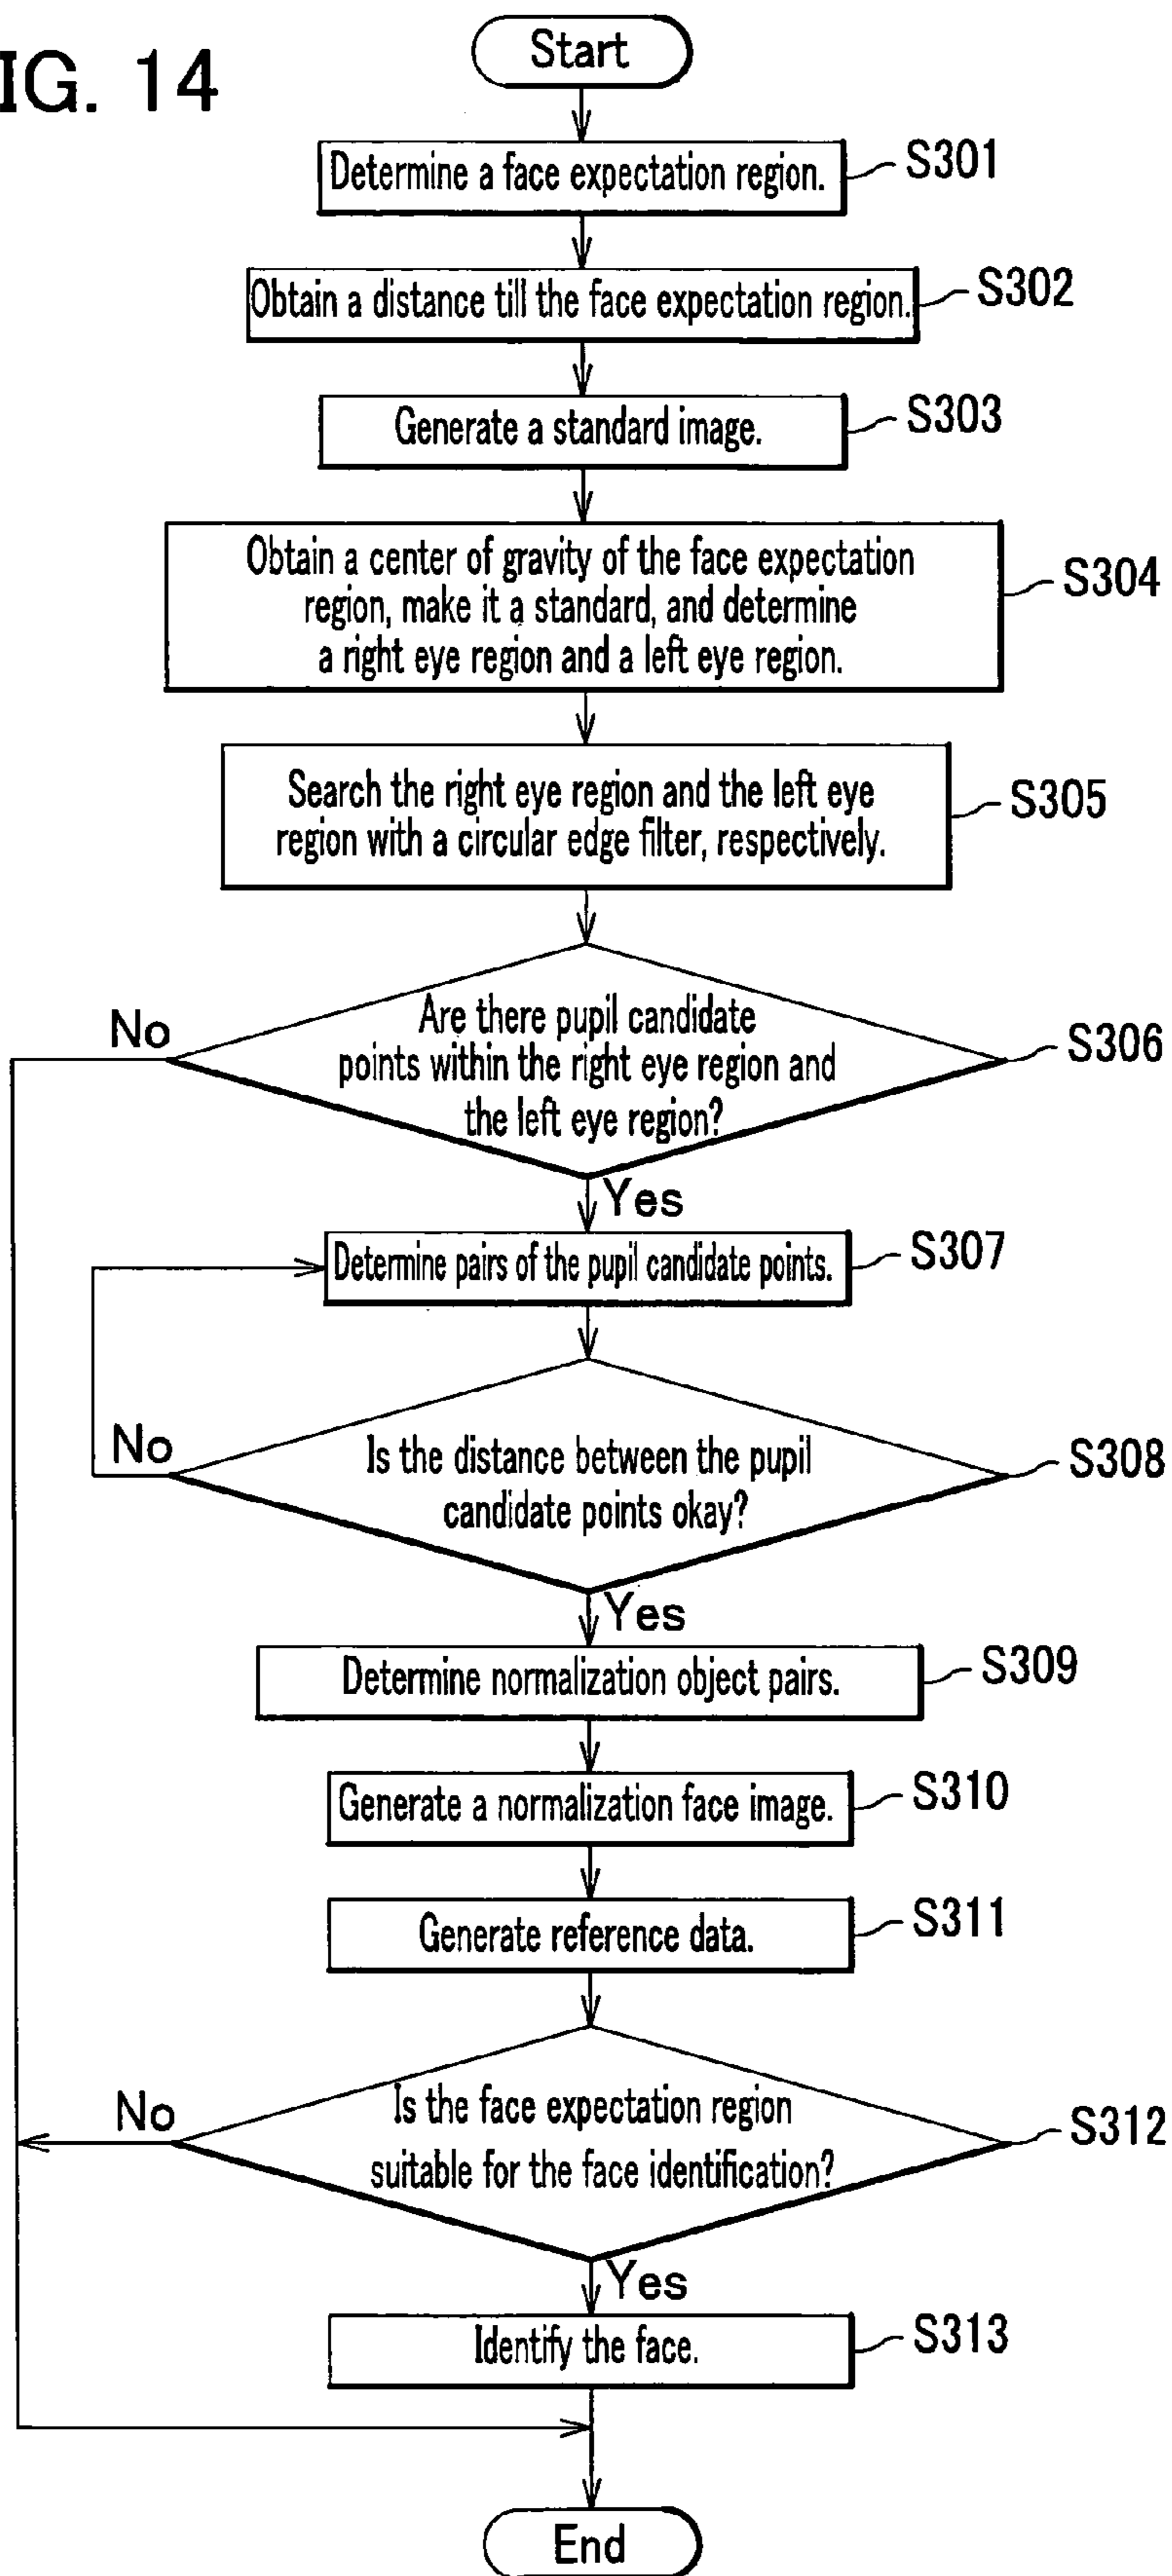 IG. 14
Start
Determine a face expectation region.
S301
Obtain a distance till the face expectation region.
S302
Generate a standard image.
S303
Obtain a center of gravity of the face expectation
region, make it a standard, and determine
a right eye region and a left eye region.
S304
Search the right eye region and the left eye
region with a circular edge filter, respectively.
S305
Are there pupil candidate
points within the right eye region and
the left eye region?
S306
No
Yes
Determine pairs of the pupil candidate points.
S307
Is the distance between the pupil
candidate points okay?
S308
No
Yes
Determine normalization object pairs.
S309
Generate a normalization face image.
S310
Generate reference data.
S311
Is the face expectation region
suitable for the face identification?
S312
No
Yes
Identify the face.
S313
End